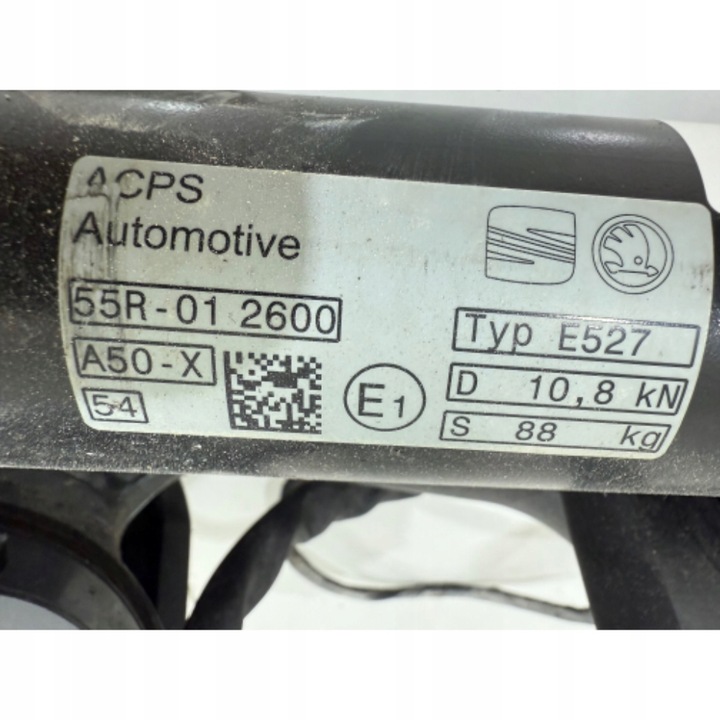 ACPS
Automotive
55R-01 2600
A50-X
54
E1
Typ E527
D 10,8 kN
S 88 kg